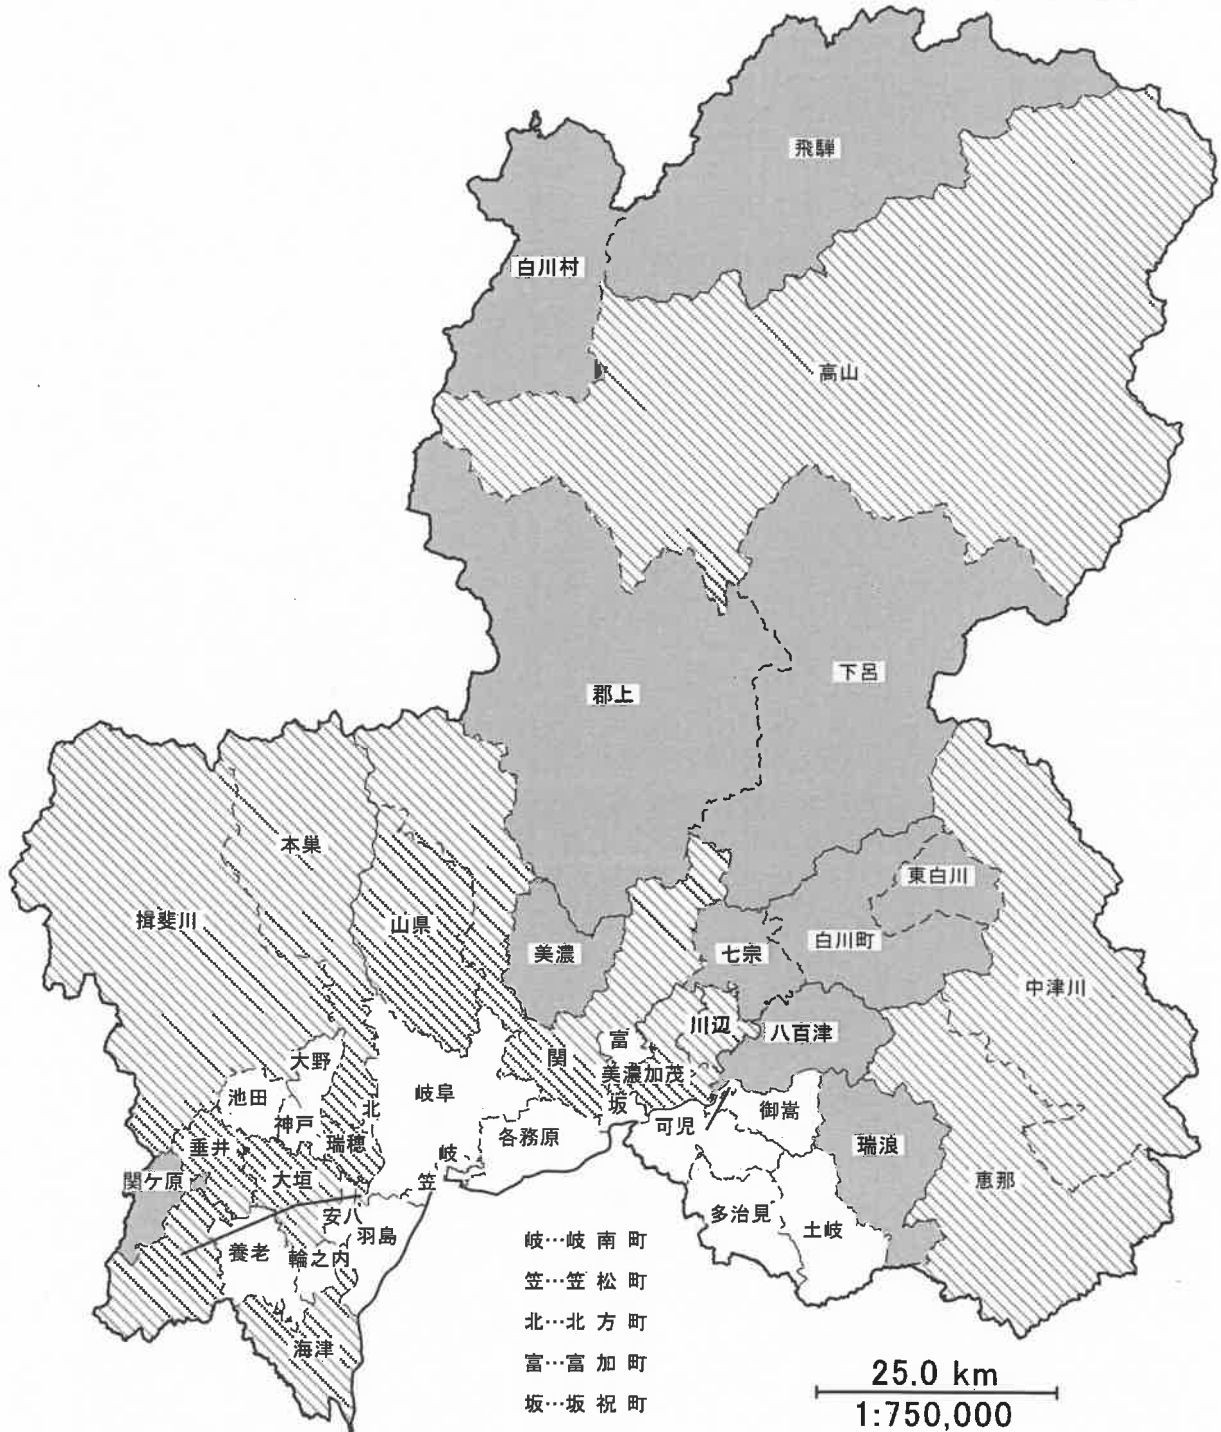 飛騨
白川村
高山
下呂
郡上
本巣
東白川
揖斐川
山県
美濃
七宗
白川町
中津川
川辺
八百津
富
関
大野
美濃加茂
池田
岐阜
北
坂
御嵩
神戸
可児
垂井
瑞穂
各務原
瑞浪
岐
関ケ原
大垣
笠
恵那
安八
多治見
羽島
土岐
養老
輪之内
海津
岐…岐南町
笠…笠松町
北…北方町
富…富加町
坂…坂祝町
25.0 km
1:750,000